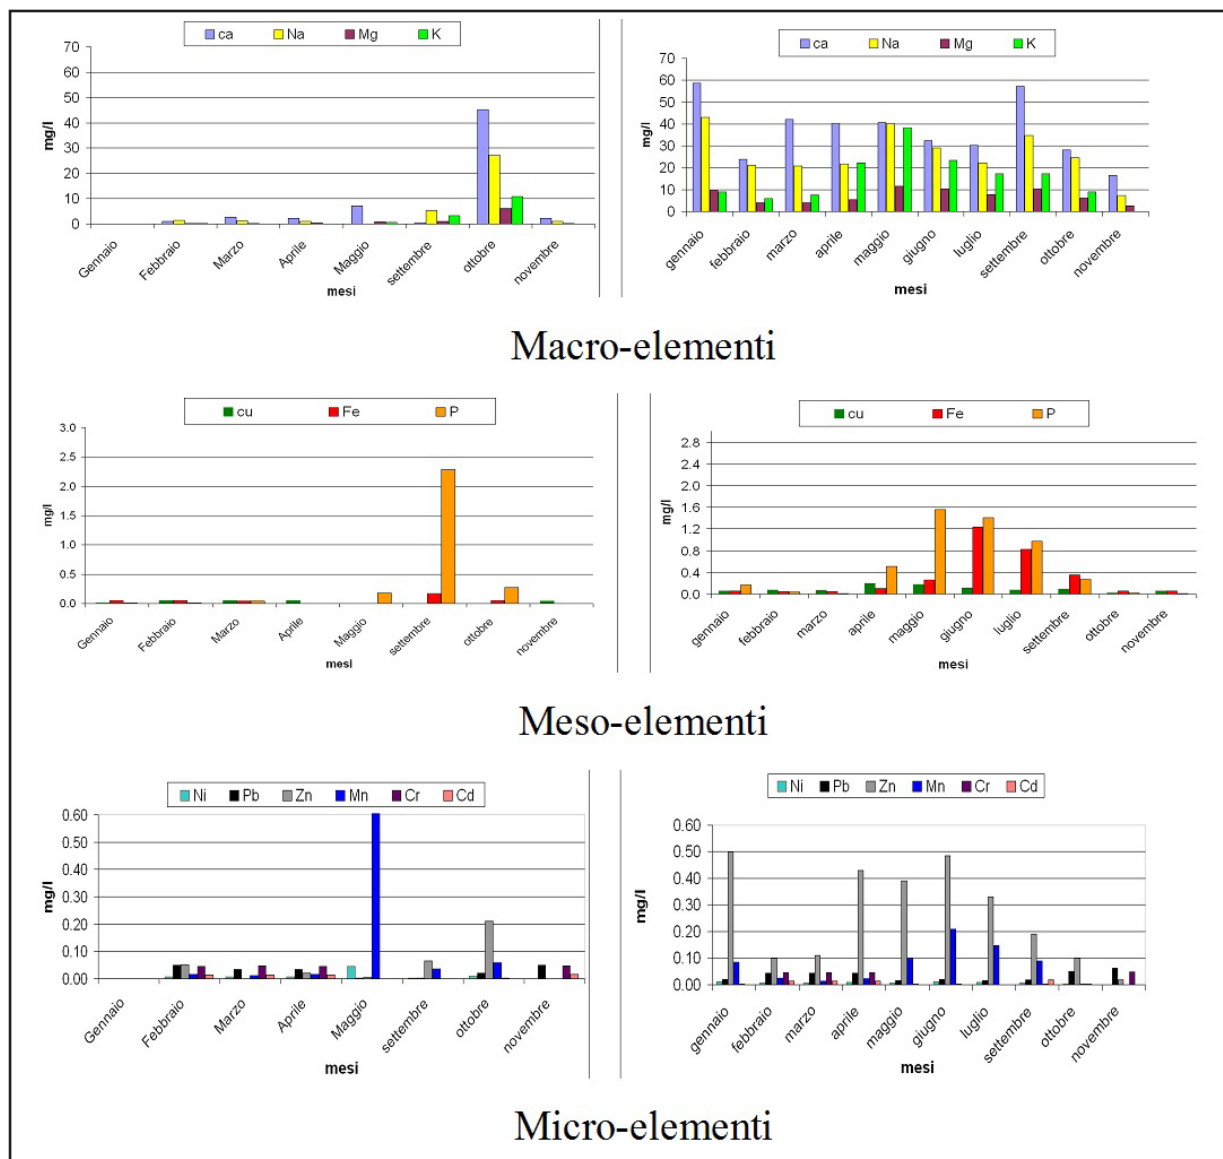 ca Na Mg K
70
60
50
40
30
20
10
0
mg/l
Gennaio Febbraio Marzo Aprile Maggio settembre ottobre novembre
mesi
ca Na Mg K
70
60
50
40
30
20
10
0
mg/l
gennaio febbraio marzo aprile maggio giugno luglio settembre ottobre novembre
mesi
Macro-elementi
cu Fe P
3.0
2.5
2.0
1.5
1.0
0.5
0.0
mg/l
Gennaio Febbraio Marzo Aprile Maggio settembre ottobre novembre
mesi
cu Fe P
2.8
2.4
2.0
1.6
1.2
0.8
0.4
0.0
mg/l
gennaio febbraio marzo aprile maggio giugno luglio settembre ottobre novembre
mesi
Meso-elementi
Ni Pb Zn Mn Cr Cd
0.60
0.50
0.40
0.30
0.20
0.10
0.00
mg/l
Gennaio Febbraio Marzo Aprile Maggio settembre ottobre novembre
mesi
Ni Pb Zn Mn Cr Cd
0.60
0.50
0.40
0.30
0.20
0.10
0.00
mg/l
gennaio febbraio marzo aprile maggio giugno luglio settembre ottobre novembre
mesi
Micro-elementi